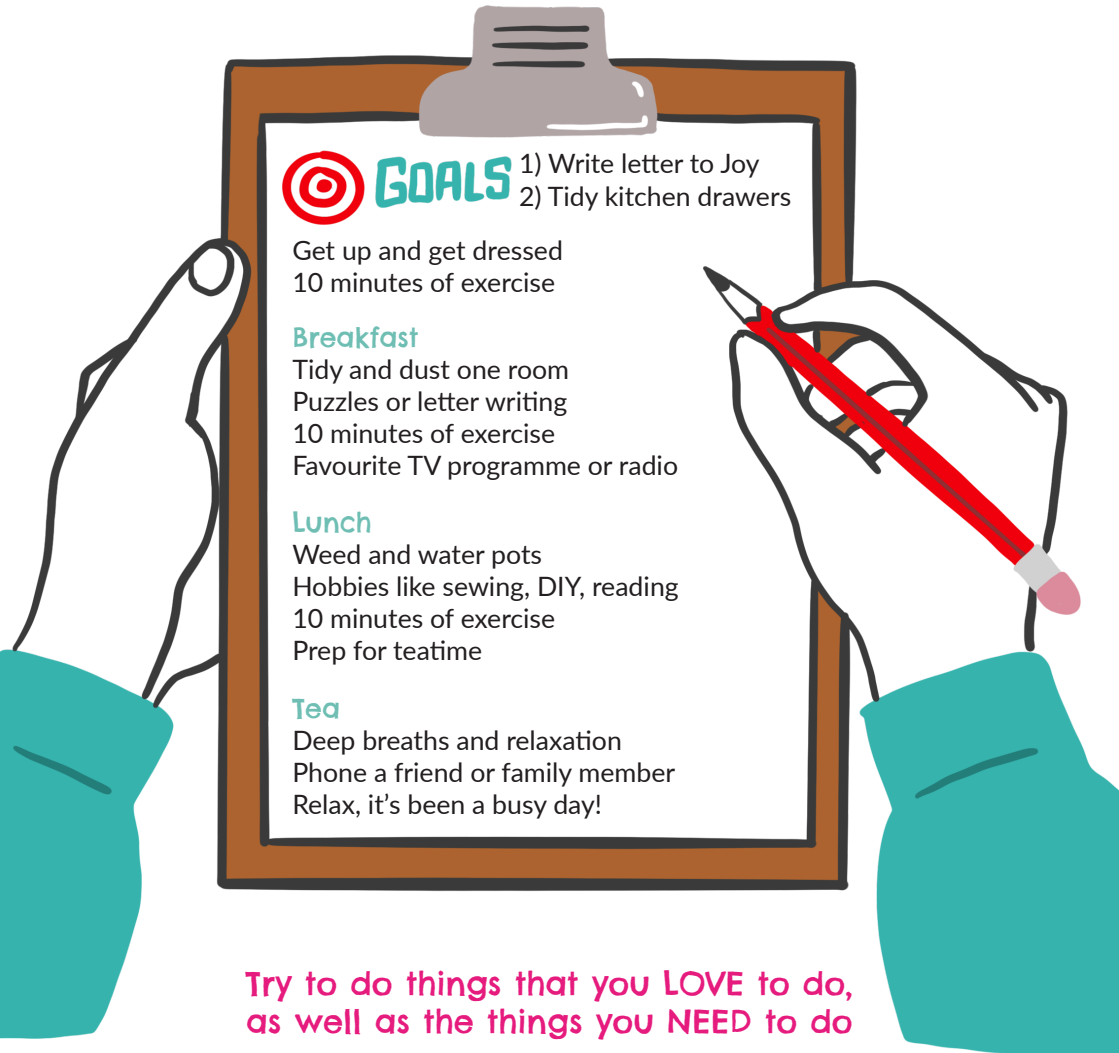 GOALS 1) Write letter to Joy
2) Tidy kitchen drawers
Get up and get dressed
10 minutes of exercise
Breakfast
Tidy and dust one room
Puzzles or letter writing
10 minutes of exercise
Favourite TV programme or radio
Lunch
Weed and water pots
Hobbies like sewing, DIY, reading
10 minutes of exercise
Prep for teatime
Tea
Deep breaths and relaxation
Phone a friend or family member
Relax, it's been a busy day!
Try to do things that you LOVE to do,
as well as the things you NEED to do